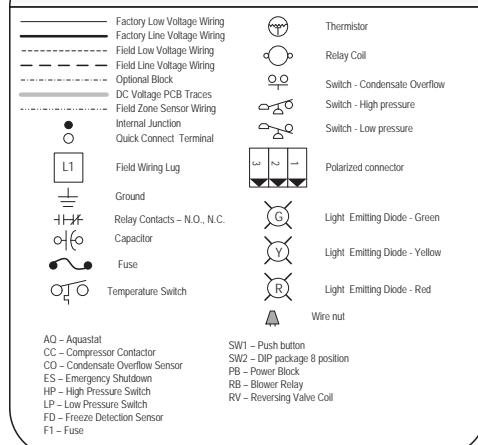 Factory Low Voltage Wiring
Factory Line Voltage Wiring
Field Low Voltage Wiring
Field Line Voltage Wiring
Optional Block
DC Voltage PCB Traces
Field Zone Sensor Wiring
Internal Junction
Quick Connect Terminal
L1
Field Wiring Lug
Ground
Relay Contacts – N.O., N.C.
Capacitor
Fuse
Temperature Switch
Thermistor
Relay Coil
Switch - Condensate Overflow
Switch - High pressure
Switch - Low pressure
3 2 1
Polarized connector
G
Light Emitting Diode - Green
Y
Light Emitting Diode - Yellow
R
Light Emitting Diode - Red
Wire nut
AQ – Aquastat
CC – Compressor Contactor
CO – Condensate Overflow Sensor
ES – Emergency Shutdown
HP – High Pressure Switch
LP – Low Pressure Switch
FD – Freeze Detection Sensor
F1 – Fuse
SW1 – Push button
SW2 – DIP package 8 position
PB – Power Block
RB – Blower Relay
RV – Reversing Valve Coil